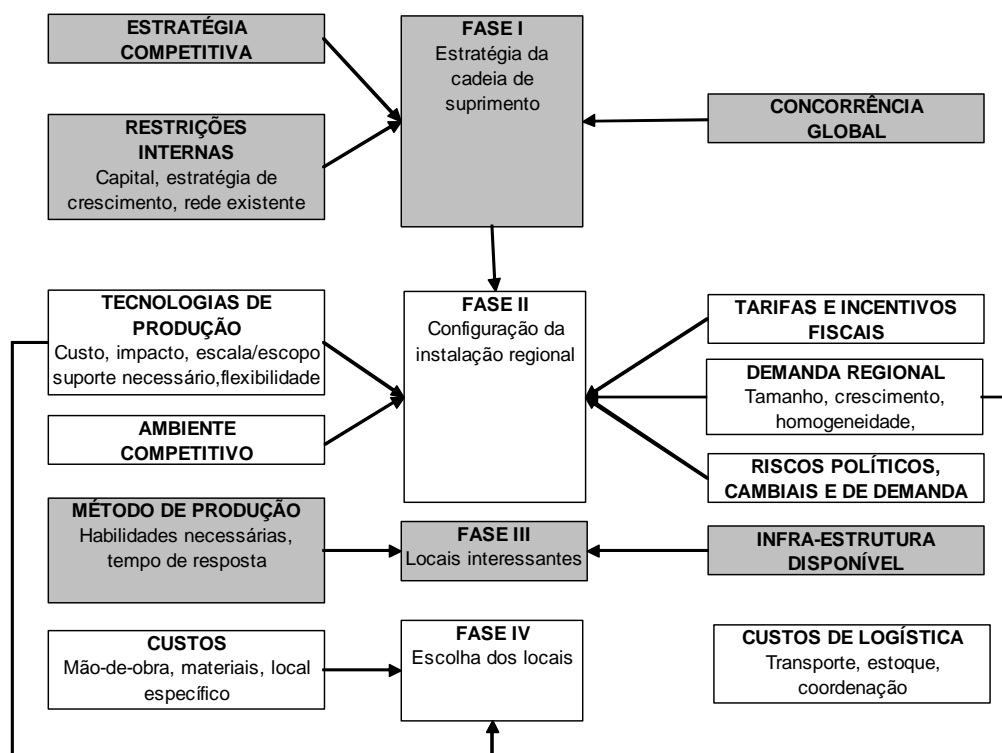 ESTRATÉGIA
COMPETITIVA
FASE I
Estratégia da
cadeia de
suprimento
CONCORRÊNCIA
GLOBAL
RESTRIÇÕES
INTERNAS
Capital, estratégia de
crescimento, rede existente
TECNOLOGIAS DE
PRODUÇÃO
Custo, impacto, escala/escopo
suporte necessário,flexibilidade
FASE II
Configuração da
instalação regional
TARIFAS E INCENTIVOS
FISCAIS
DEMANDA REGIONAL
Tamanho, crescimento,
homogeneidade,
AMBIENTE
COMPETITIVO
RISCOS POLÍTICOS,
CAMBIAIS E DE DEMANDA
MÉTODO DE PRODUÇÃO
Habilidades necessárias,
tempo de resposta
FASE III
Locais interessantes
INFRA-ESTRUTURA
DISPONÍVEL
CUSTOS
Mão-de-obra, materiais, local
específico
FASE IV
Escolha dos locais
CUSTOS DE LOGÍSTICA
Transporte, estoque,
coordenação